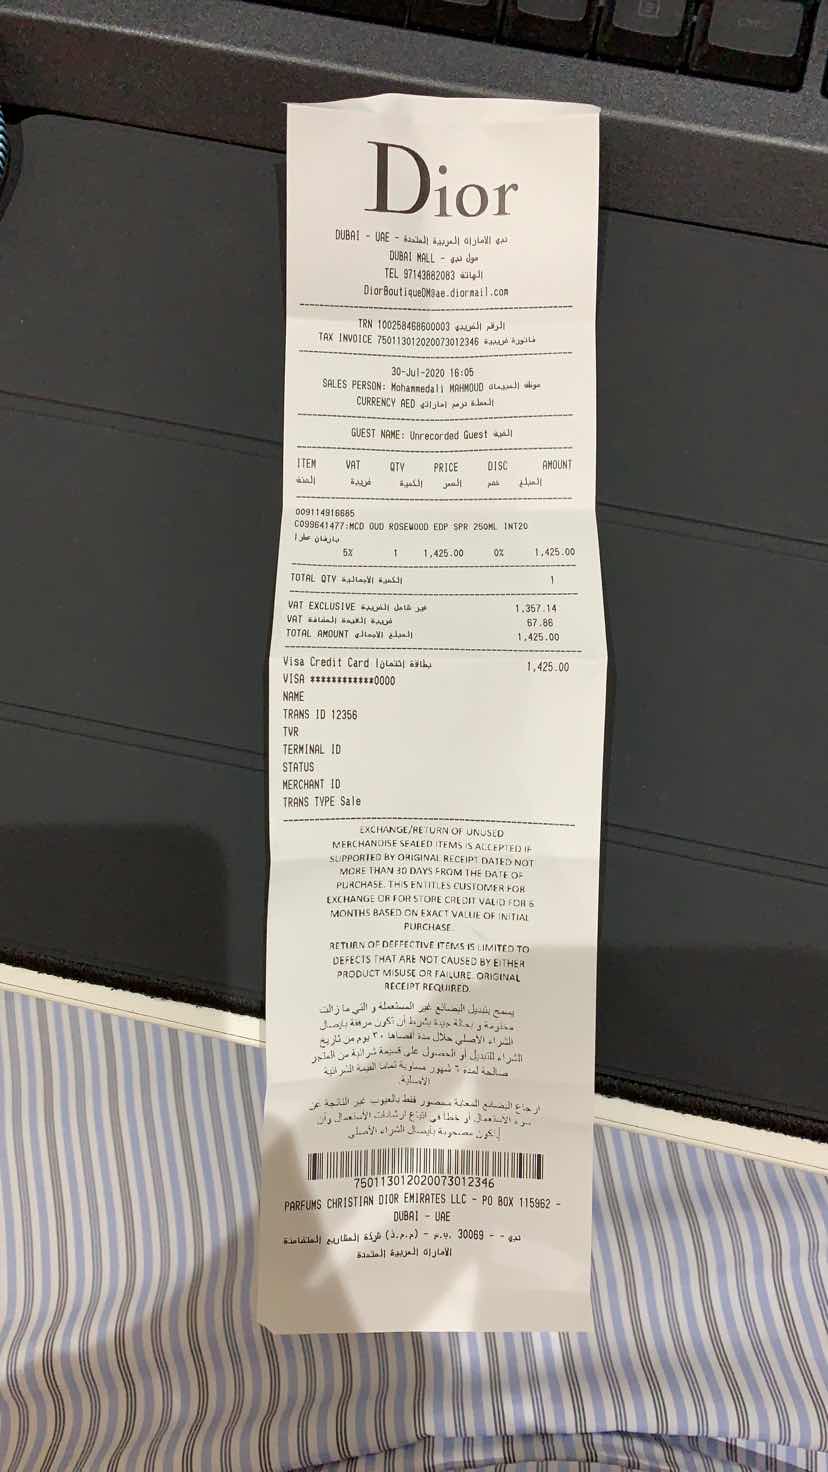 Dior
DUBAI - UAE - دبي الامارات العربية المتحدة
DUBAI MALL - مول دبي
TEL 97143882083 الهاتف
DiorBoutiqueDM@ae.diormail.com
TRN 100258468600003 الرقم الضريبي
TAX INVOICE 750113012020073012346 فاتورة ضريبية
30-Jul-2020 16:05
SALES PERSON: Mohammedali MAHMOUD موظف المبيعات
CURRENCY AED العملة درهم اماراتي
GUEST NAME: Unrecorded Guest الضيف
ITEM VAT QTY PRICE DISC AMOUNT
الصنف ضريبة الكمية السعر خصم المبلغ
009114916685
C099641477:MCD OUD ROSEWOOD EDP SPR 250ML INT20
5% 1 1,425.00 0% 1,425.00
TOTAL QTY الكمية الاجمالية 1
VAT EXCLUSIVE غير شامل الضريبة 1,357.14
VAT ضريبة القيمة المضافة 67.86
TOTAL AMOUNT المبلغ الاجمالي 1,425.00
Visa Credit Card بطاقة إئتمان 1,425.00
VISA ************0000
NAME
TRANS ID 12356
TVR
TERMINAL ID
STATUS
MERCHANT ID
TRANS TYPE Sale
EXCHANGE/RETURN OF UNUSED
MERCHANDISE SEALED ITEMS IS ACCEPTED IF
SUPPORTED BY ORIGINAL RECEIPT DATED NOT
MORE THAN 30 DAYS FROM THE DATE OF
PURCHASE. THIS ENTITLES CUSTOMER FOR
EXCHANGE OR FOR STORE CREDIT VALID FOR 6
MONTHS BASED ON EXACT VALUE OF INITIAL
PURCHASE.
RETURN OF DEFFECTIVE ITEMS IS LIMITED TO
DEFECTS THAT ARE NOT CAUSED BY EITHER
PRODUCT MISUSE OR FAILURE. ORIGINAL
RECEIPT REQUIRED.
يسمح بتبديل البضائع غير المستعملة و التي ما زالت
مختومة و بحالة جيدة بشرط أن تكون مرفقة بايصال
الشراء الأصلي خلال مدة أقصاها ٣٠ يوم من تاريخ
الشراء للتبديل أو الحصول على قسيمة شرائية من المتجر
صالحة لمدة ٦ شهور مساوية تماما القيمة الشرائية
الأصلية.
ارجاع البضائع المعابة محصور فقط بالعيوب غير الناتجة عن
سوء الاستعمال أو خطأ في اتباع ارشادات الاستعمال وأن
تكون مصحوبة بايصال الشراء الأصلي
750113012020073012346
PARFUMS CHRISTIAN DIOR EMIRATES LLC - PO BOX 115962 -
DUBAI - UAE
شركة المشاريع المتضامنة (ذ.م.م) - ص.ب. 30069 - دبي -
الامارات العربية المتحدة